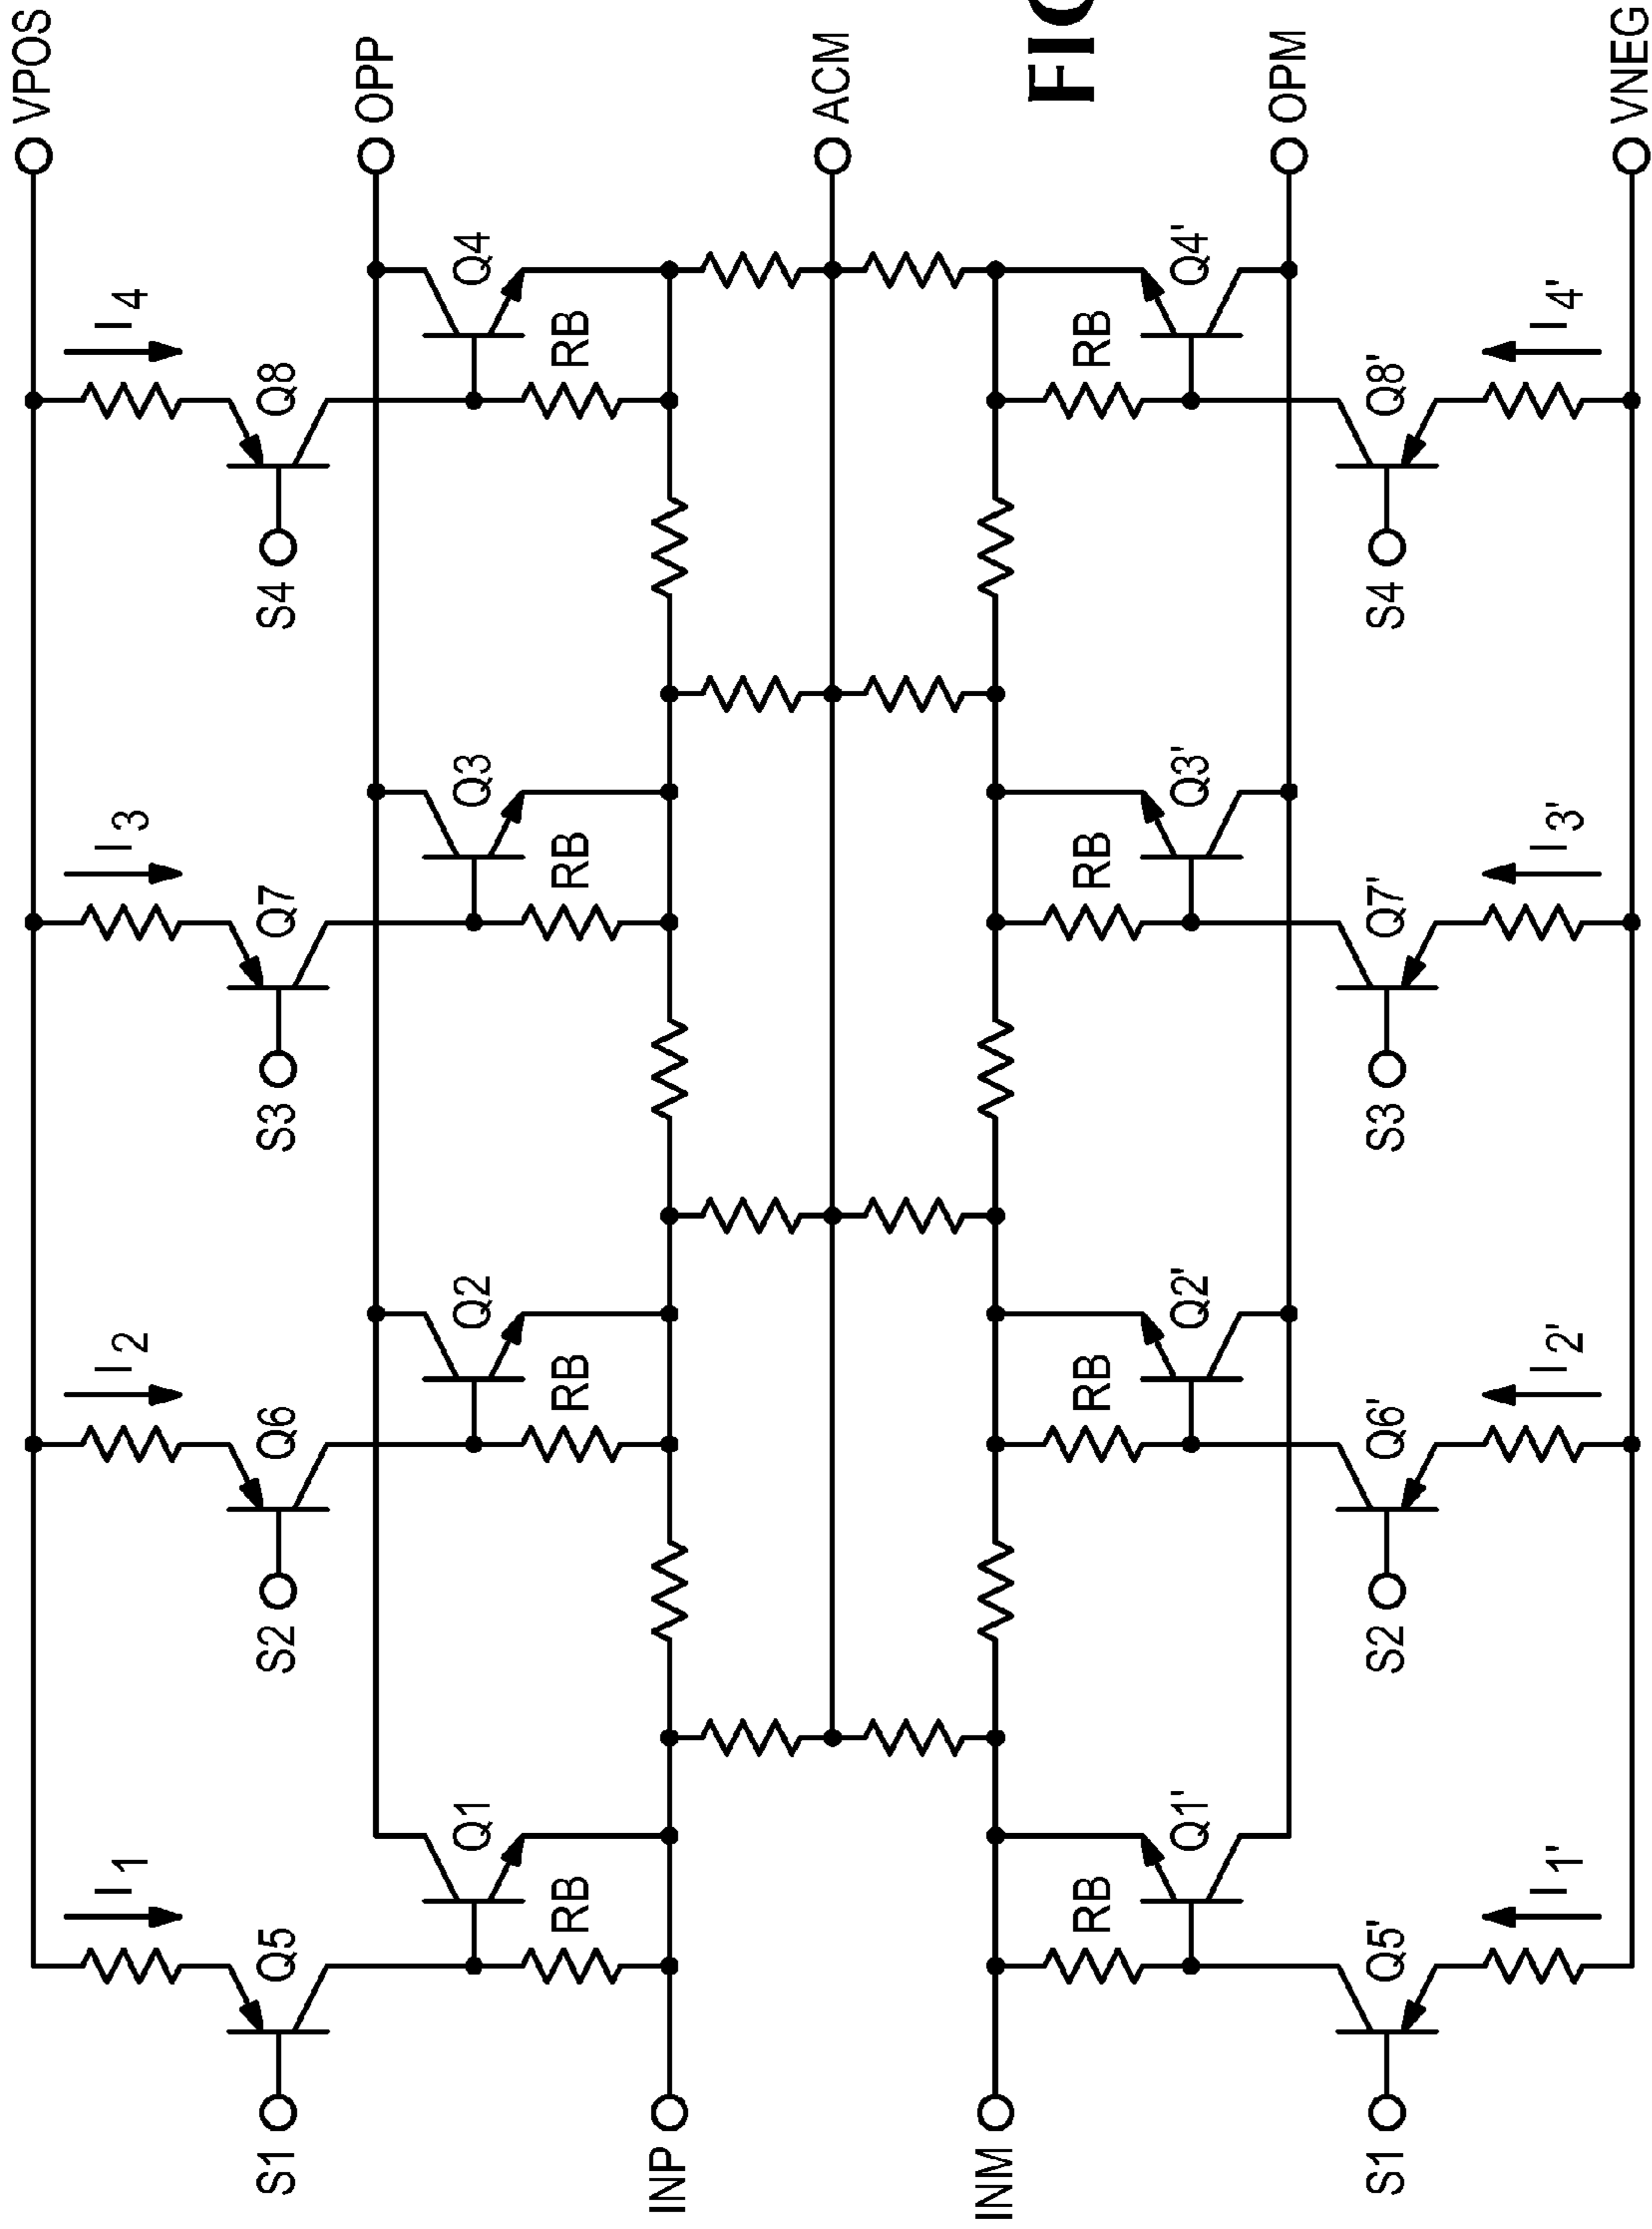 VPOS
I1
I2
I3
I4
S1
Q5
S2
Q6
S3
Q7
S4
Q8
OPP
Q1
Q2
Q3
Q4
RB
RB
RB
RB
INP
ACM
INM
RB
RB
RB
RB
Q1'
Q2'
Q3'
Q4'
OPM
S1
Q5'
S2
Q6'
S3
Q7'
S4
Q8'
I1'
I2'
I3'
I4'
VNEG